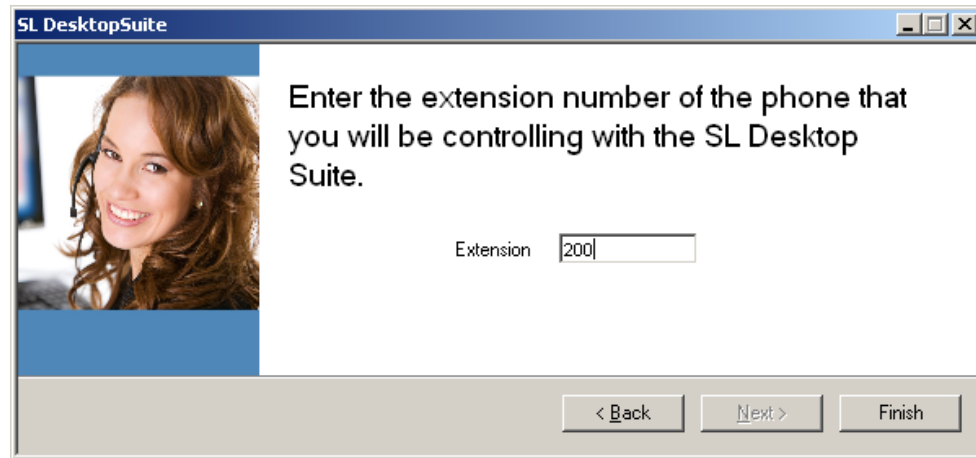 SL DesktopSuite
Enter the extension number of the phone that
you will be controlling with the SL Desktop
Suite.
Extension 200
< Back Next > Finish